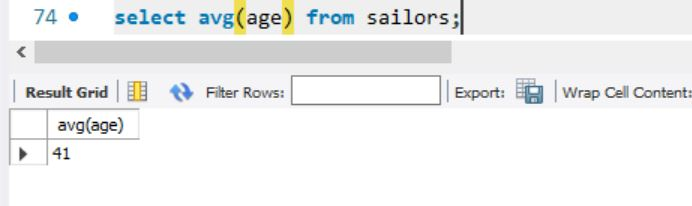 74 select avg(age) from sailors;
Result Grid Filter Rows: Export: Wrap Cell Content:
avg(age)
41